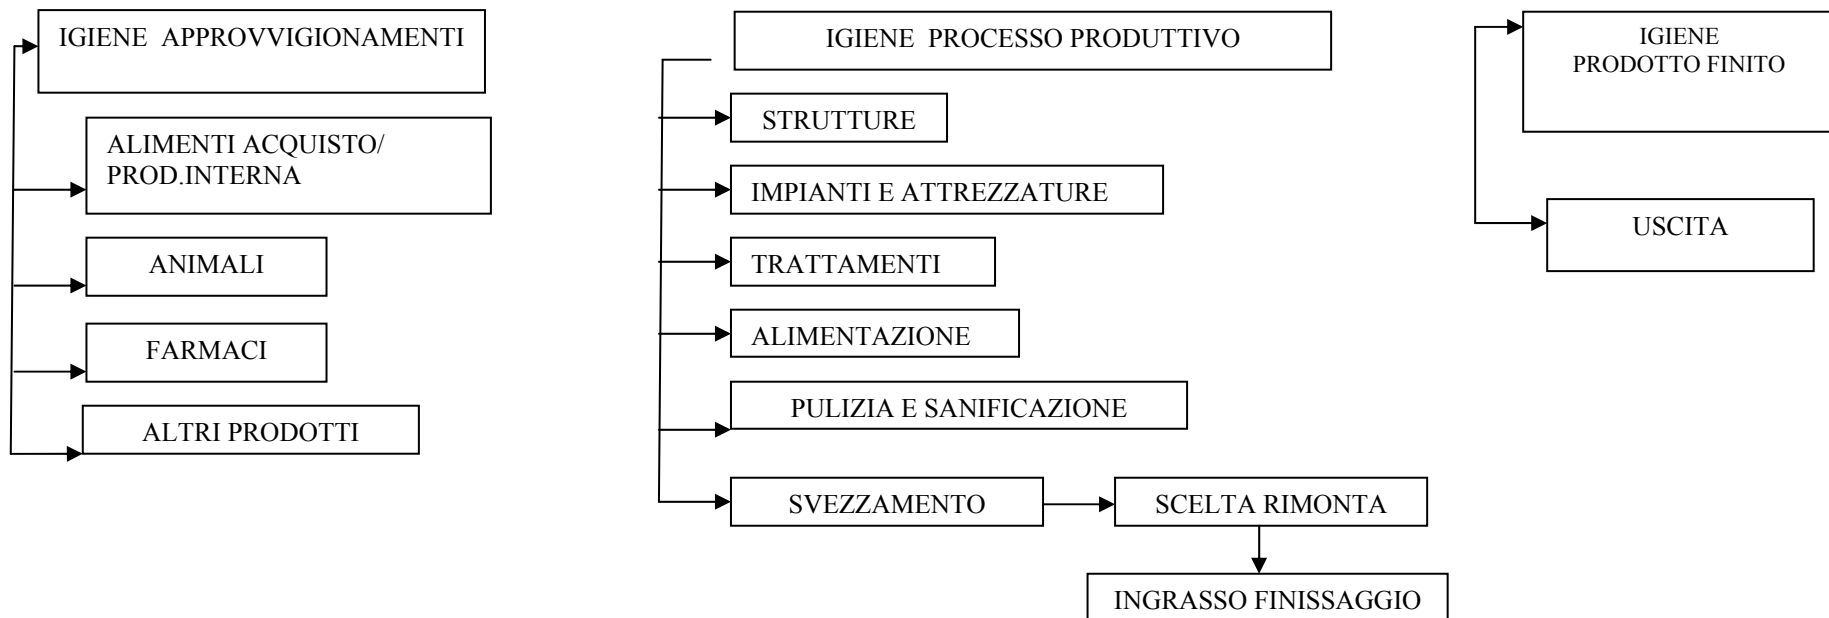 IGIENE APPROVVIGIONAMENTI
ALIMENTI ACQUISTO/
PROD.INTERNA
ANIMALI
FARMACI
ALTRI PRODOTTI
IGIENE PROCESSO PRODUTTIVO
STRUTTURE
IMPIANTI E ATTREZZATURE
TRATTAMENTI
ALIMENTAZIONE
PULIZIA E SANIFICAZIONE
SVEZZAMENTO
SCELTA RIMONTA
INGRASSO FINISSAGGIO
IGIENE
PRODOTTO FINITO
USCITA